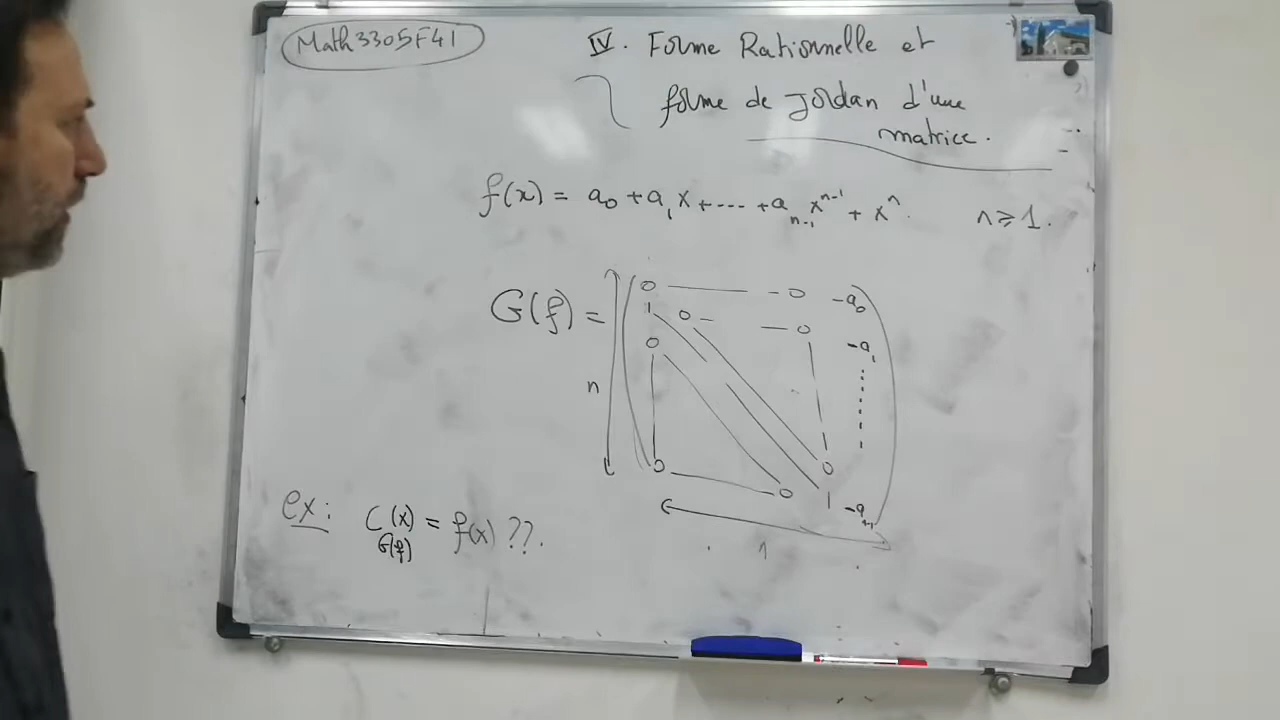 Math3305F41
IV. Forme Rationnelle et
forme de Jordan d'une
matrice.
f(x) = a₀ + a₁x + ---- + aₙ₋₁xⁿ⁻¹ + xⁿ. n ⩾ 1.
G(f) =
0 — - 0 -a₀
1 0 - — 0 -a₁
0
n
0 0 0 1 -aₙ₋₁
ex: C(x) = f(x) ??.
G(f)